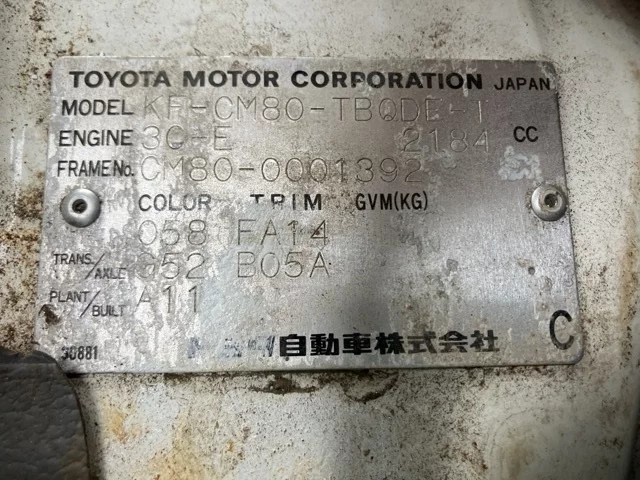 TOYOTA MOTOR CORPORATION JAPAN
MODEL KF-CM80-TBQDE-T
ENGINE 3C-E 2184 CC
FRAME No. CM80-0001392
COLOR TRIM GVM(KG)
058 FA14
TRANS./AXLE G52 B05A
PLANT/BUILT A11
30881
自動車株式会社
C